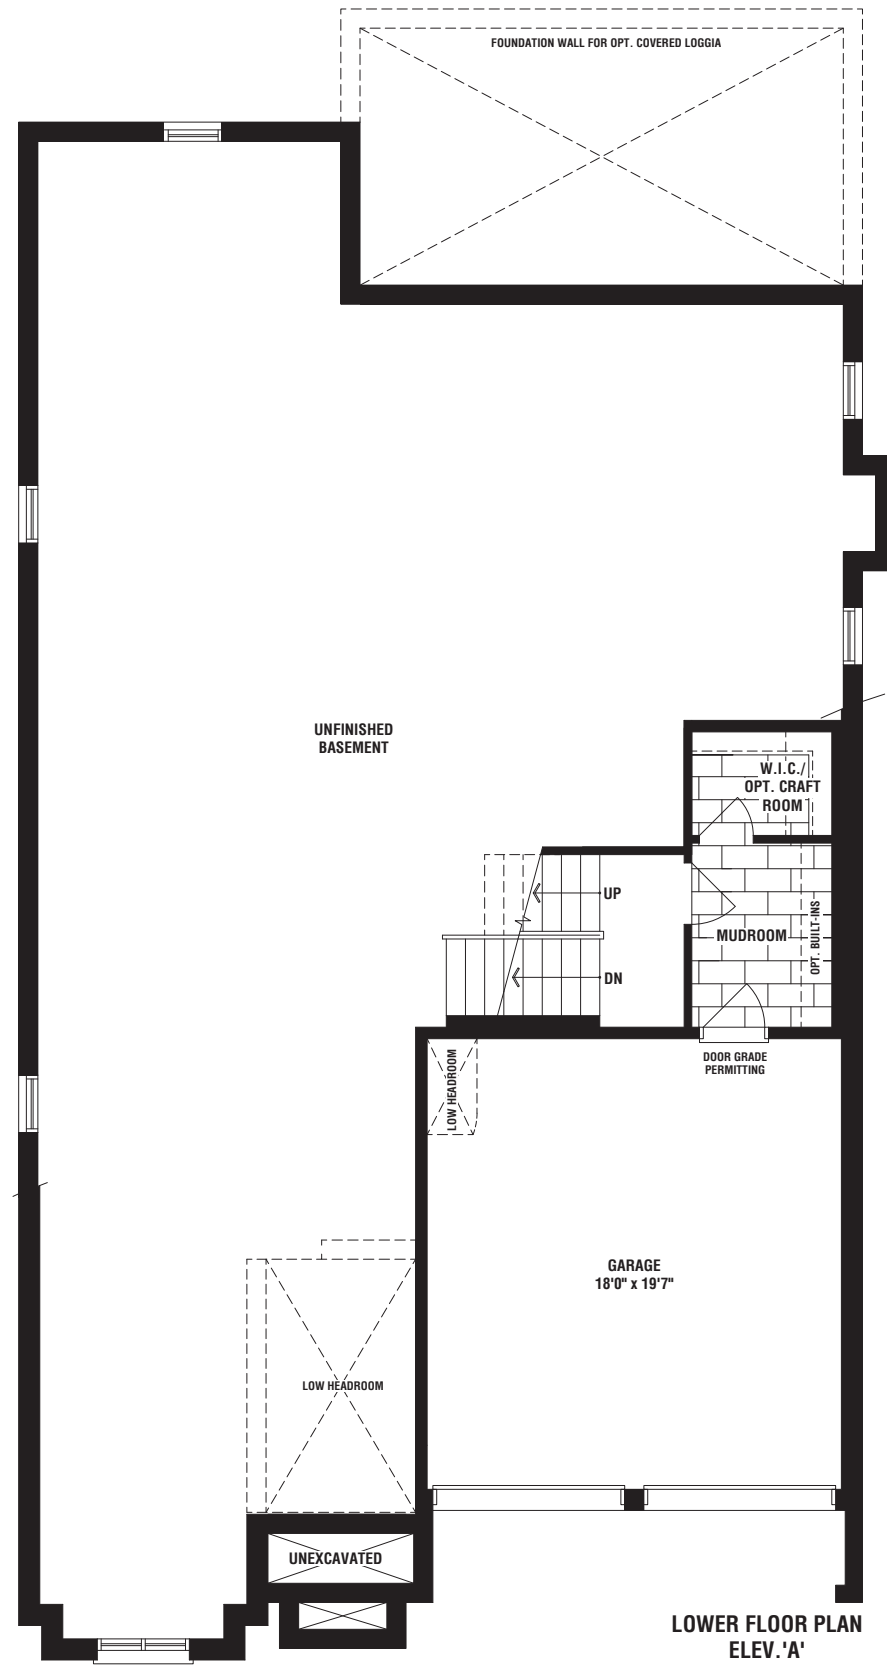 FOUNDATION WALL FOR OPT. COVERED LOGGIA
UNFINISHED
BASEMENT
W.I.C./
OPT. CRAFT
ROOM
UP
MUDROOM
OPT. BUILT-INS
DN
DOOR GRADE
PERMITTING
LOW HEADROOM
GARAGE
18'0" x 19'7"
LOW HEADROOM
UNEXCAVATED
LOWER FLOOR PLAN
ELEV.'A'